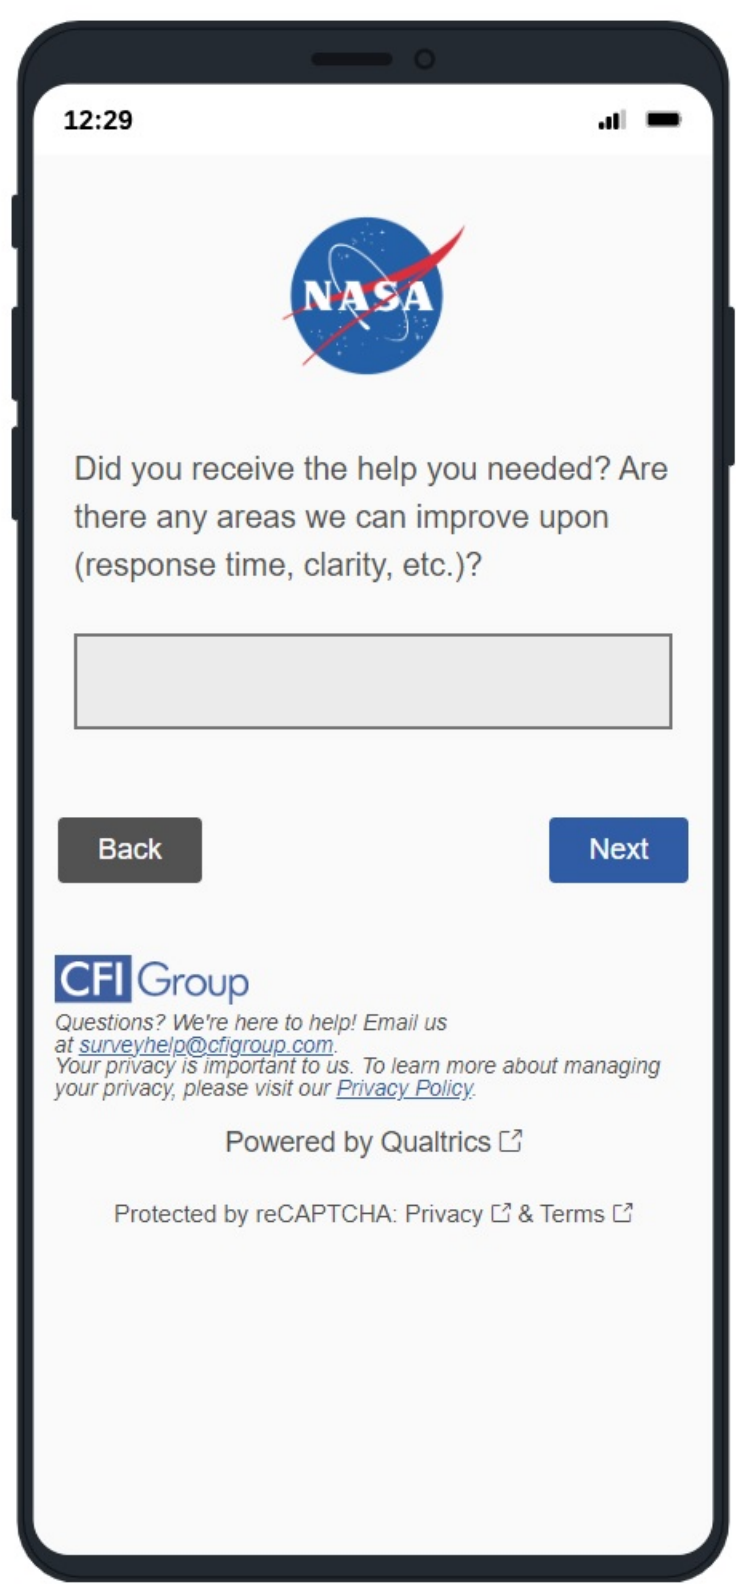 12:29
NASA
Did you receive the help you needed? Are
there any areas we can improve upon
(response time, clarity, etc.)?
Back
Next
CFI Group
Questions? We're here to help! Email us
at surveyhelp@cfigroup.com.
Your privacy is important to us. To learn more about managing
your privacy, please visit our Privacy Policy.
Powered by Qualtrics
Protected by reCAPTCHA: Privacy & Terms